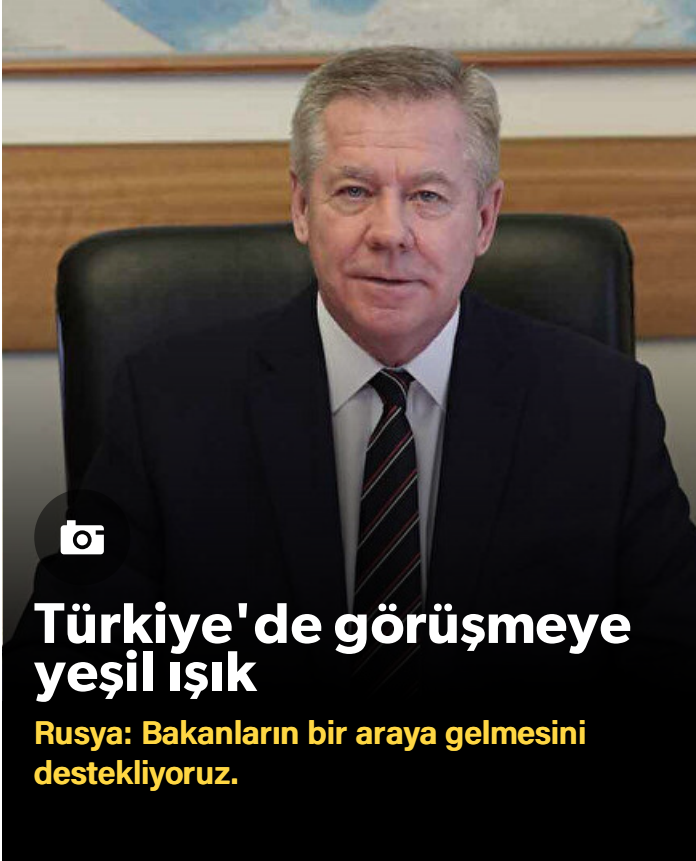 Türkiye'de görüşmeye
yeşil ışık
Rusya: Bakanların bir araya gelmesini
destekliyoruz.